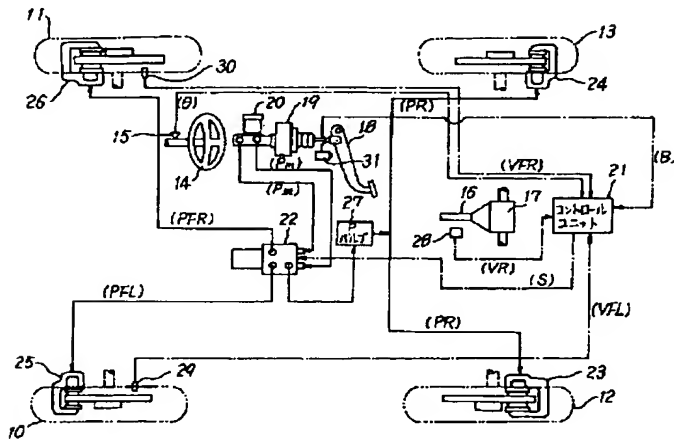 11
13
30
26
20
19
24
(θ)
(PR)
18
15
(Pm)
31
(VFR)
(B)
14
(Pm)
16
17
21
コントロール
ユニット
27
P
バルブ
22
28
(PFR)
(VR)
(S)
(VFL)
(PFL)
(PR)
25
29
23
10
12